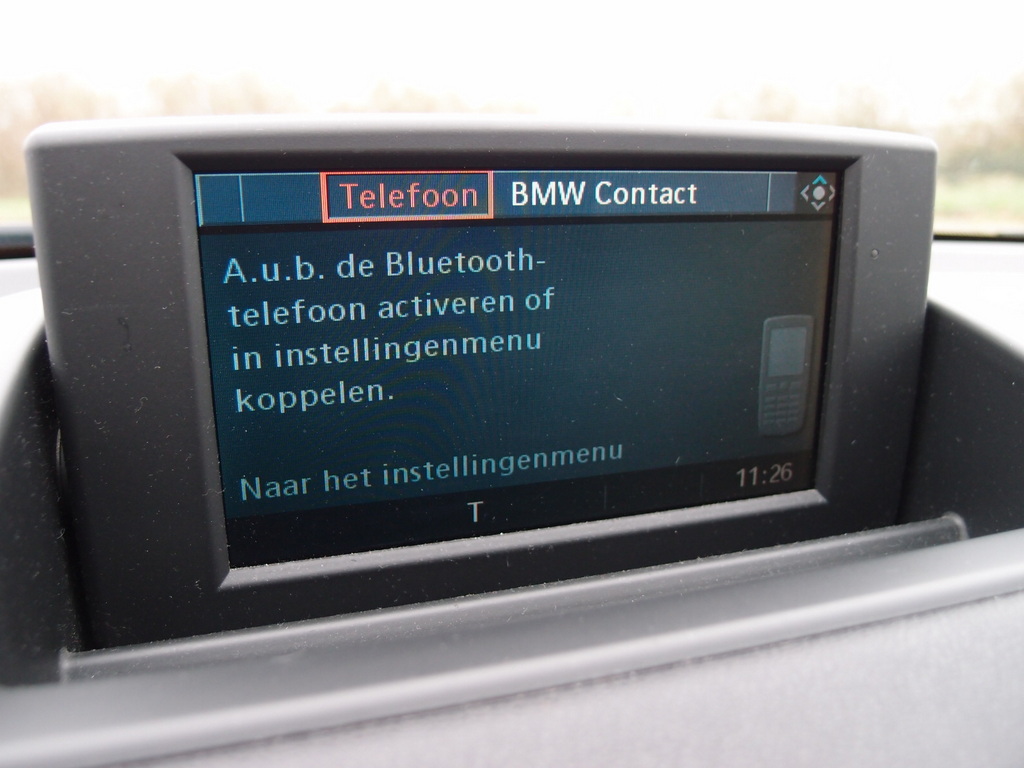 Telefoon BMW Contact
A.u.b. de Bluetooth-
telefoon activeren of
in instellingenmenu
koppelen.
Naar het instellingenmenu
11:26
T